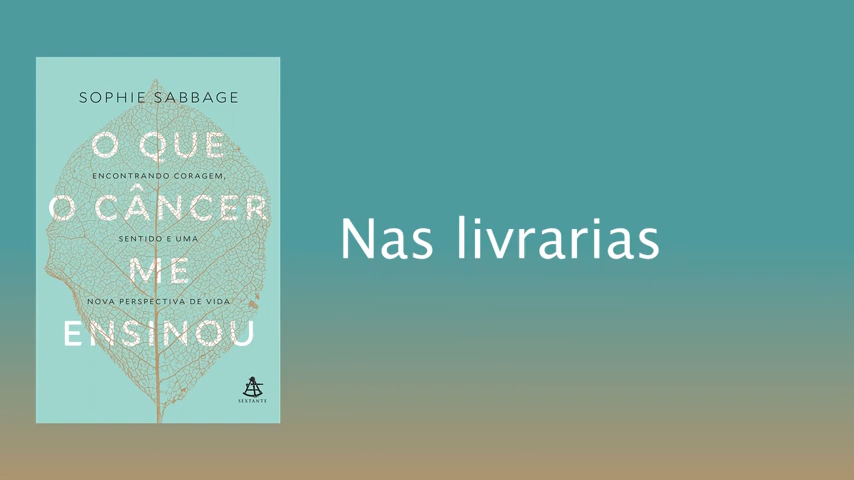 SOPHIE SABBAGE
O QUE
ENCONTRANDO CORAGEM,
O CÂNCER
SENTIDO E UMA
ME
NOVA PERSPECTIVA DE VIDA
ENSINOU
SEXTANTE
Nas livrarias